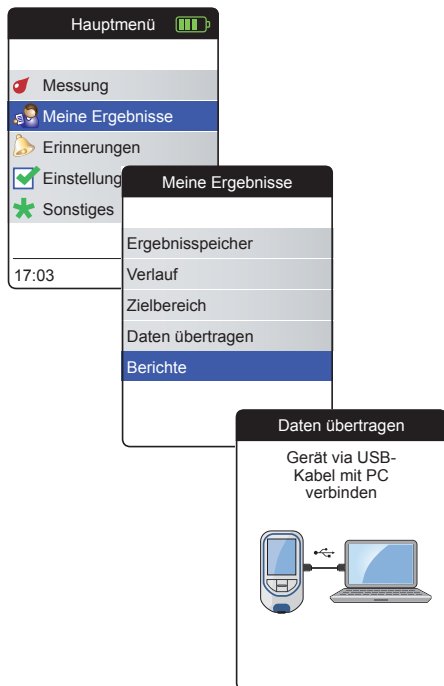 Hauptmenü
Messung
Meine Ergebnisse
Erinnerungen
Einstellung
Sonstiges
17:03
Meine Ergebnisse
Ergebnisspeicher
Verlauf
Zielbereich
Daten übertragen
Berichte
Daten übertragen
Gerät via USB-
Kabel mit PC
verbinden